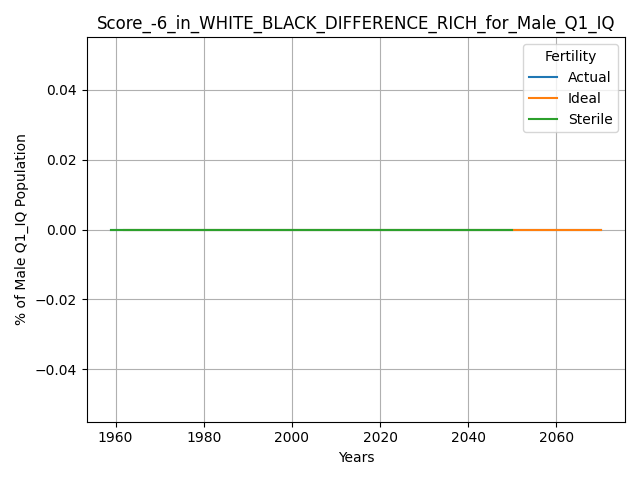 Score_-6_in_WHITE_BLACK_DIFFERENCE_RICH_for_Male_Q1_IQ
Fertility
Actual
Ideal
Sterile
% of Male Q1_IQ Population
0.04
0.02
0.00
−0.02
−0.04
1960 1980 2000 2020 2040 2060
Years